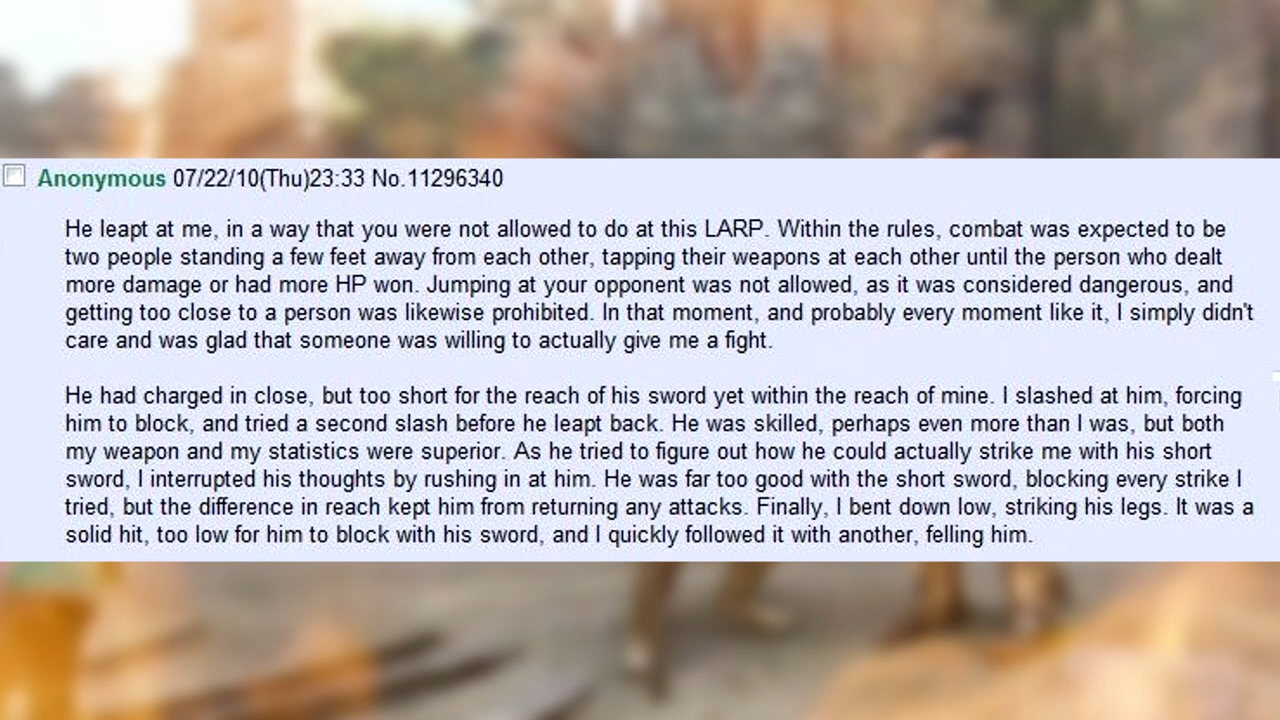 Anonymous 07/22/10(Thu)23:33 No.11296340
He leapt at me, in a way that you were not allowed to do at this LARP. Within the rules, combat was expected to be
two people standing a few feet away from each other, tapping their weapons at each other until the person who dealt
more damage or had more HP won. Jumping at your opponent was not allowed, as it was considered dangerous, and
getting too close to a person was likewise prohibited. In that moment, and probably every moment like it, I simply didn't
care and was glad that someone was willing to actually give me a fight.
He had charged in close, but too short for the reach of his sword yet within the reach of mine. I slashed at him, forcing
him to block, and tried a second slash before he leapt back. He was skilled, perhaps even more than I was, but both
my weapon and my statistics were superior. As he tried to figure out how he could actually strike me with his short
sword, I interrupted his thoughts by rushing in at him. He was far too good with the short sword, blocking every strike I
tried, but the difference in reach kept him from returning any attacks. Finally, I bent down low, striking his legs. It was a
solid hit, too low for him to block with his sword, and I quickly followed it with another, felling him.